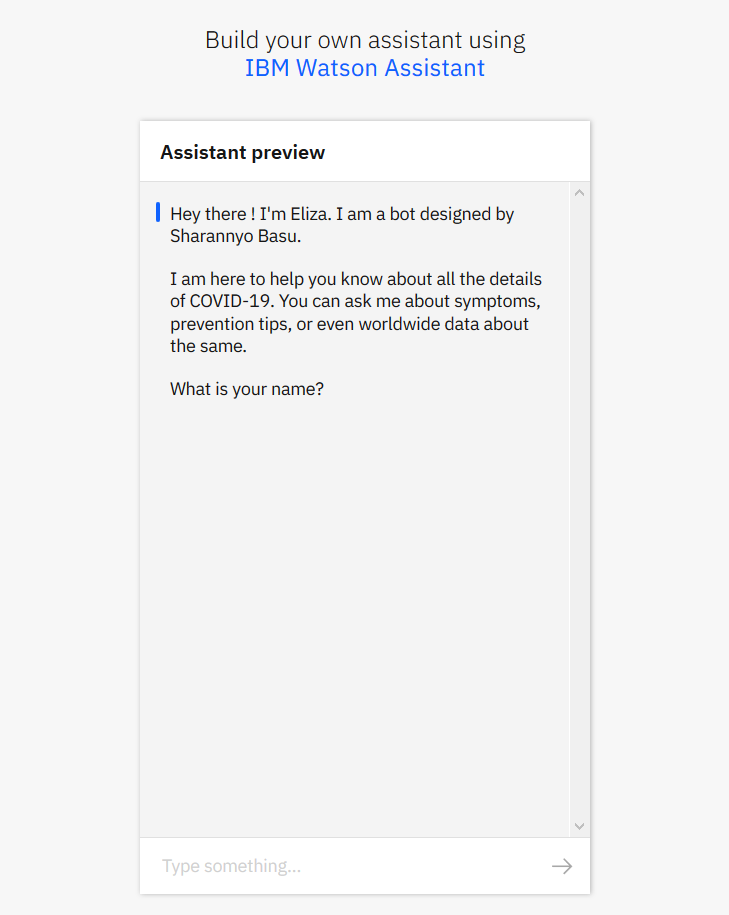 Build your own assistant using
IBM Watson Assistant
Assistant preview
Hey there ! I'm Eliza. I am a bot designed by
Sharannyo Basu.
I am here to help you know about all the details
of COVID-19. You can ask me about symptoms,
prevention tips, or even worldwide data about
the same.
What is your name?
Type something...